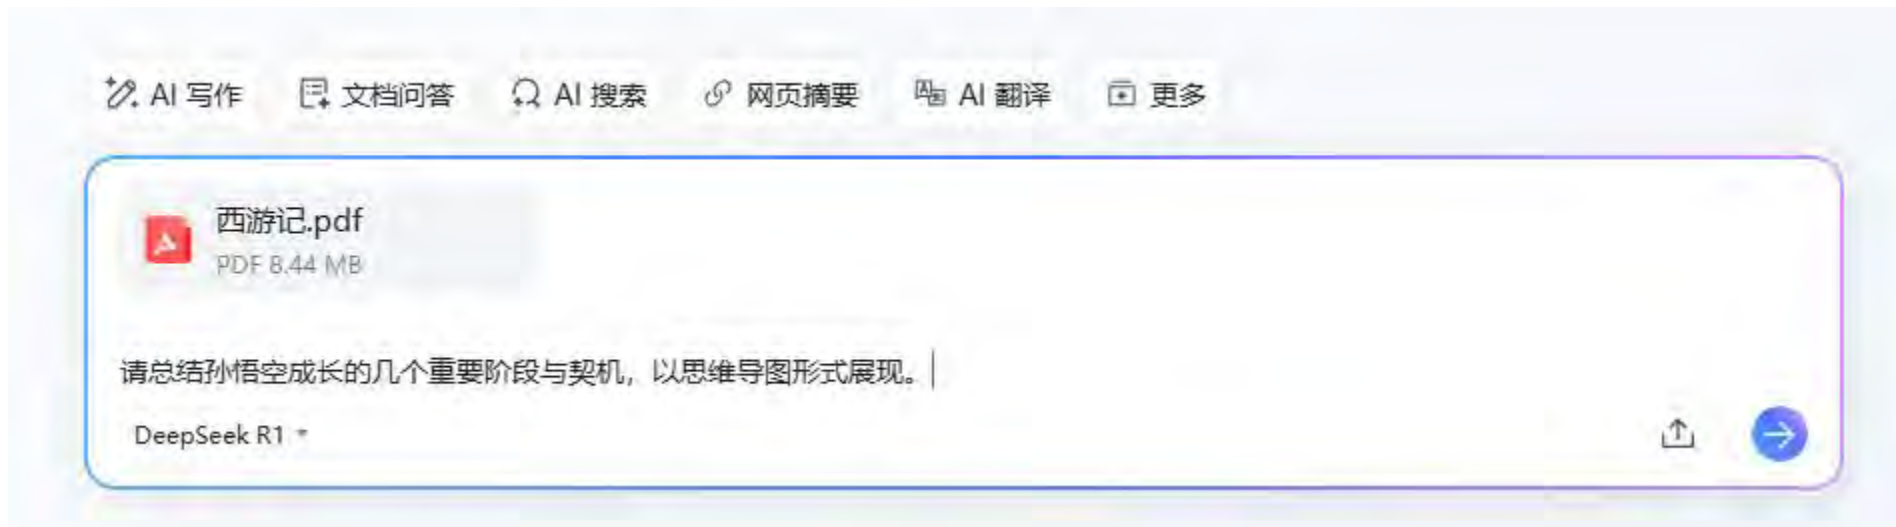 AI 写作 文档问答 AI 搜索 网页摘要 AI 翻译 更多
西游记.pdf
PDF 8.44 MB
请总结孙悟空成长的几个重要阶段与契机，以思维导图形式展现。
DeepSeek R1